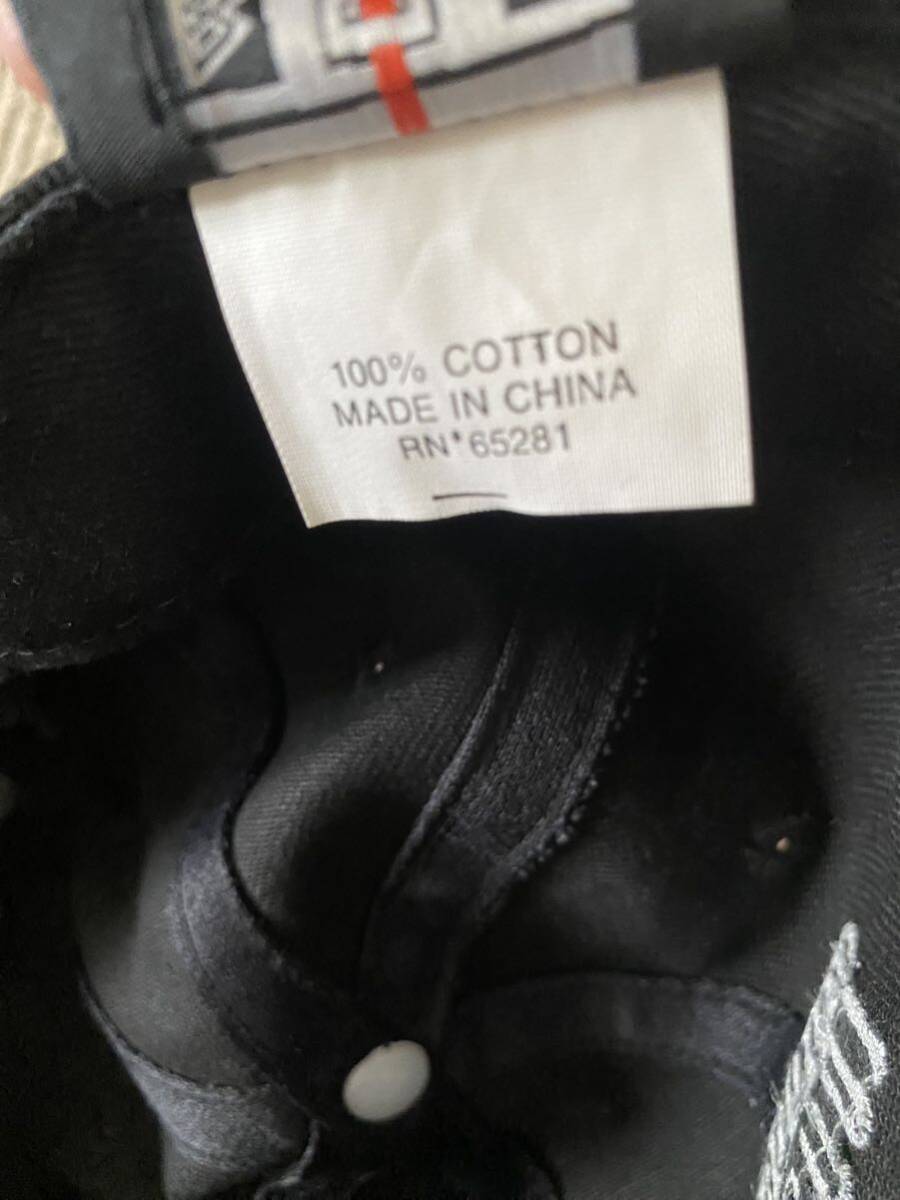 100% COTTON
MADE IN CHINA
RN*65281